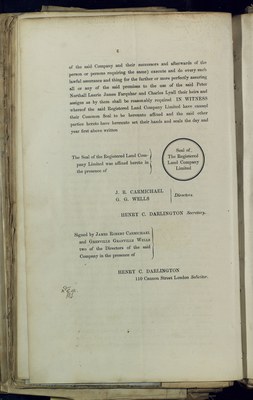 8
of the said Company and their successors and afterwards of the
person or persons requiring the same) execute and do every such
lawful assurance and thing for the further or more perfectly assuring
all or any of the said premises to the use of the said Peter
Northall Laurie James Farquhar and Charles Lyall their heirs and
assigns as by them shall be reasonably required IN WITNESS
whereof the said Registered Land Company Limited have caused
their Common Seal to be hereunto affixed and the said other
parties hereto have hereunto set their hands and seals the day and
year first above written
The Seal of the Registered Land Com-
pany Limited was affixed hereto in
the presence of
Seal of
The Registered
Land Company
Limited
J. R. CARMICHAEL
G. G. WELLS
Directors.
HENRY C. DARLINGTON Secretary.
Signed by JAMES ROBERT CARMICHAEL
and GRENVILLE GRANVILLE WELLS
two of the Directors of the said
Company in the presence of
HENRY C. DARLINGTON
110 Cannon Street London Solicitor.